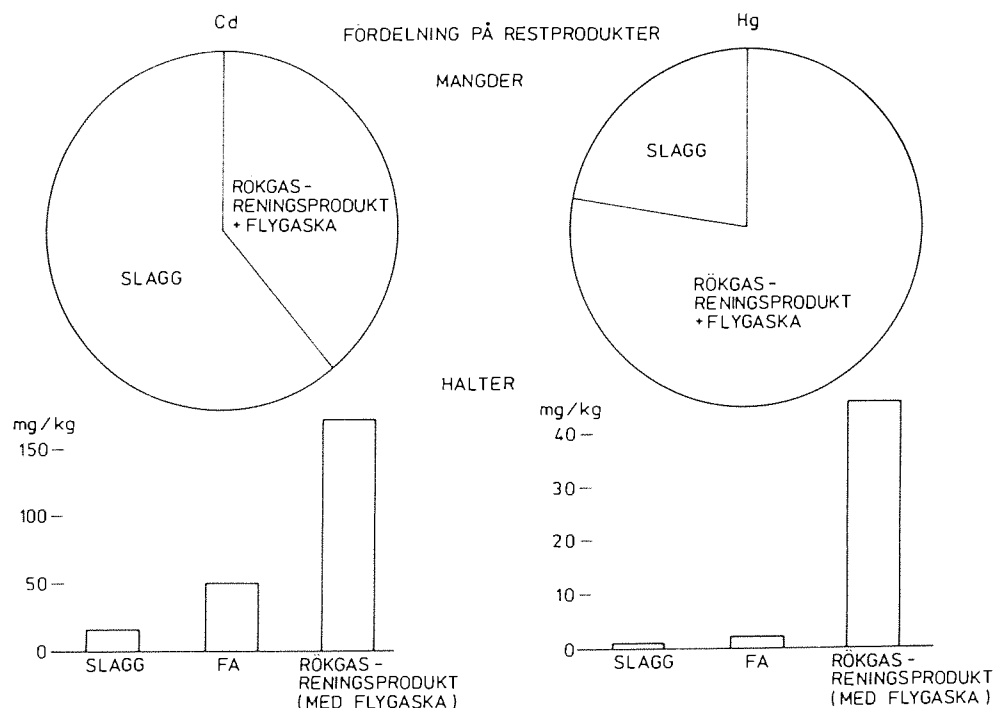 Cd
Hg
FÖRDELNING PÅ RESTPRODUKTER
MANGDER
RÖKGAS-
RENINGSPRODUKT
+ FLYGASKA
SLAGG
SLAGG
RÖKGAS-
RENINGSPRODUKT
+ FLYGASKA
HALTER
mg/kg
150
100
50
0
SLAGG
FA
RÖKGAS-
RENINGSPRODUKT
(MED FLYGASKA)
mg/kg
40
30
20
10
0
SLAGG
FA
RÖKGAS-
RENINGSPRODUKT
(MED FLYGASKA)